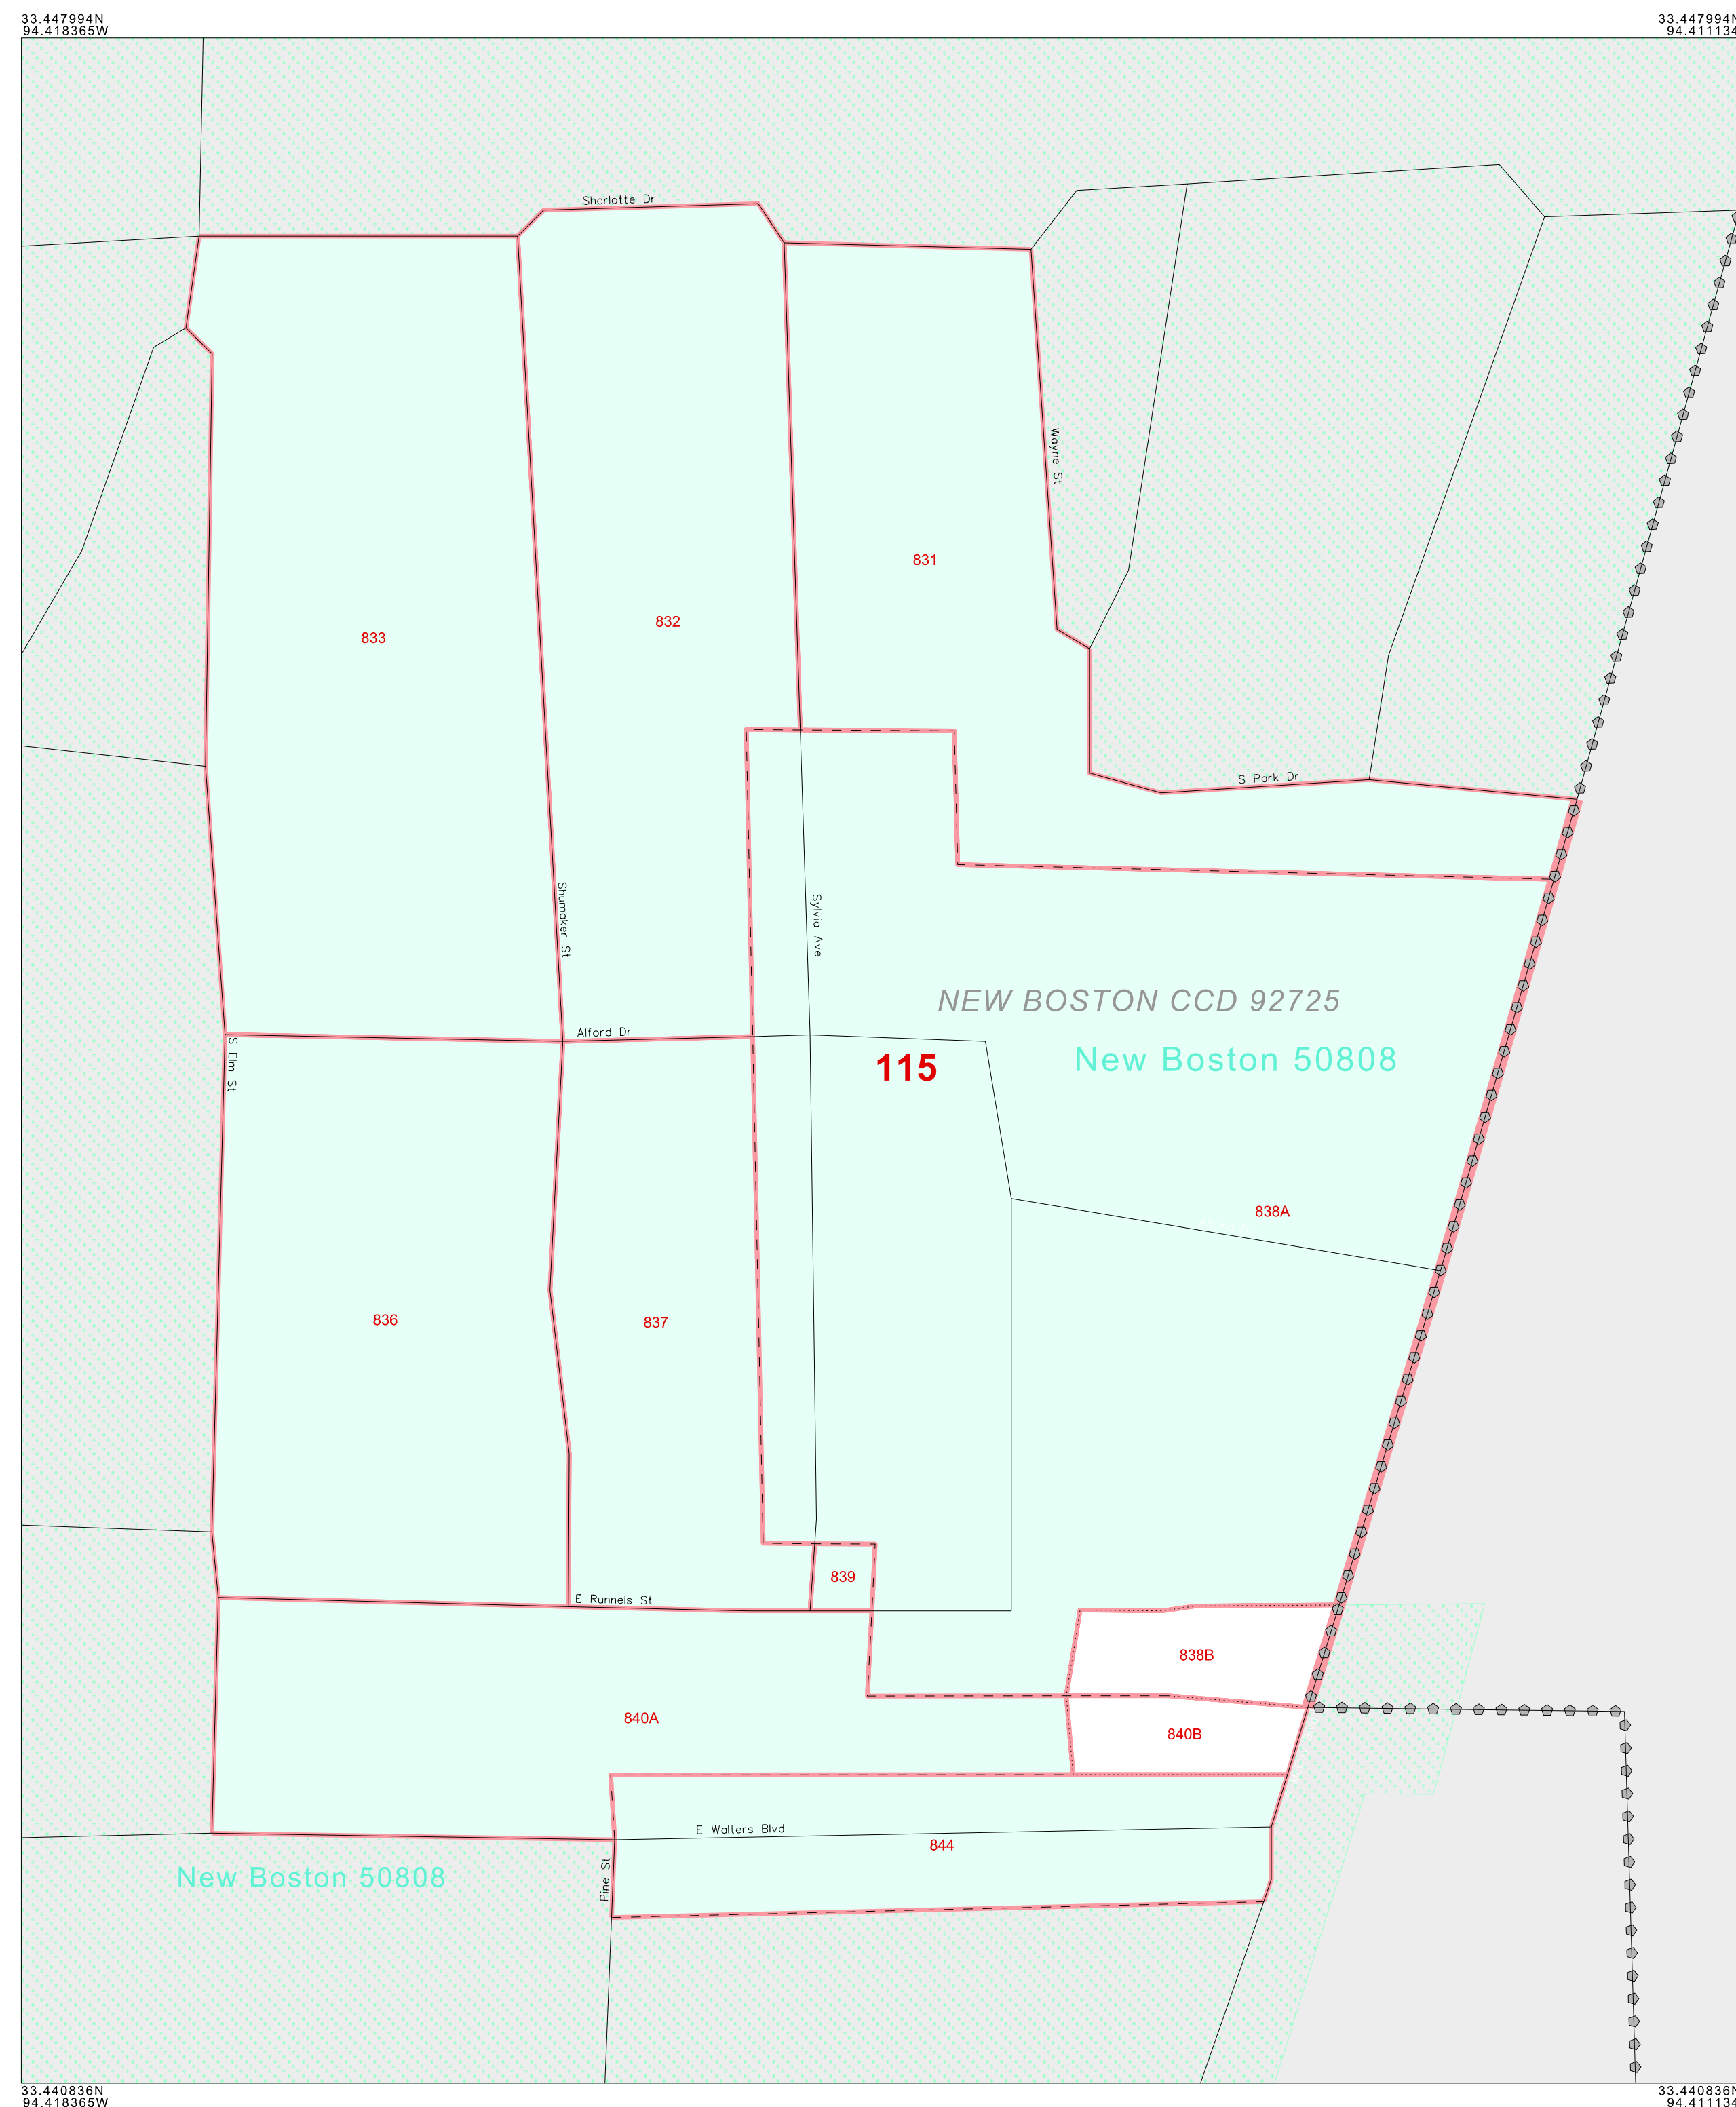 33.447994N
94.418365W
33.447994N
94.411134
Sharlotte Dr
Wayne St
831
832
833
S Park Dr
Shumaker St
Sylvia Ave
NEW BOSTON CCD 92725
Alford Dr
S Elm St
115
New Boston 50808
838A
836
837
839
E Runnels St
838B
840A
840B
E Walters Blvd
844
Pine St
New Boston 50808
33.440836N
94.418365W
33.440836N
94.411134